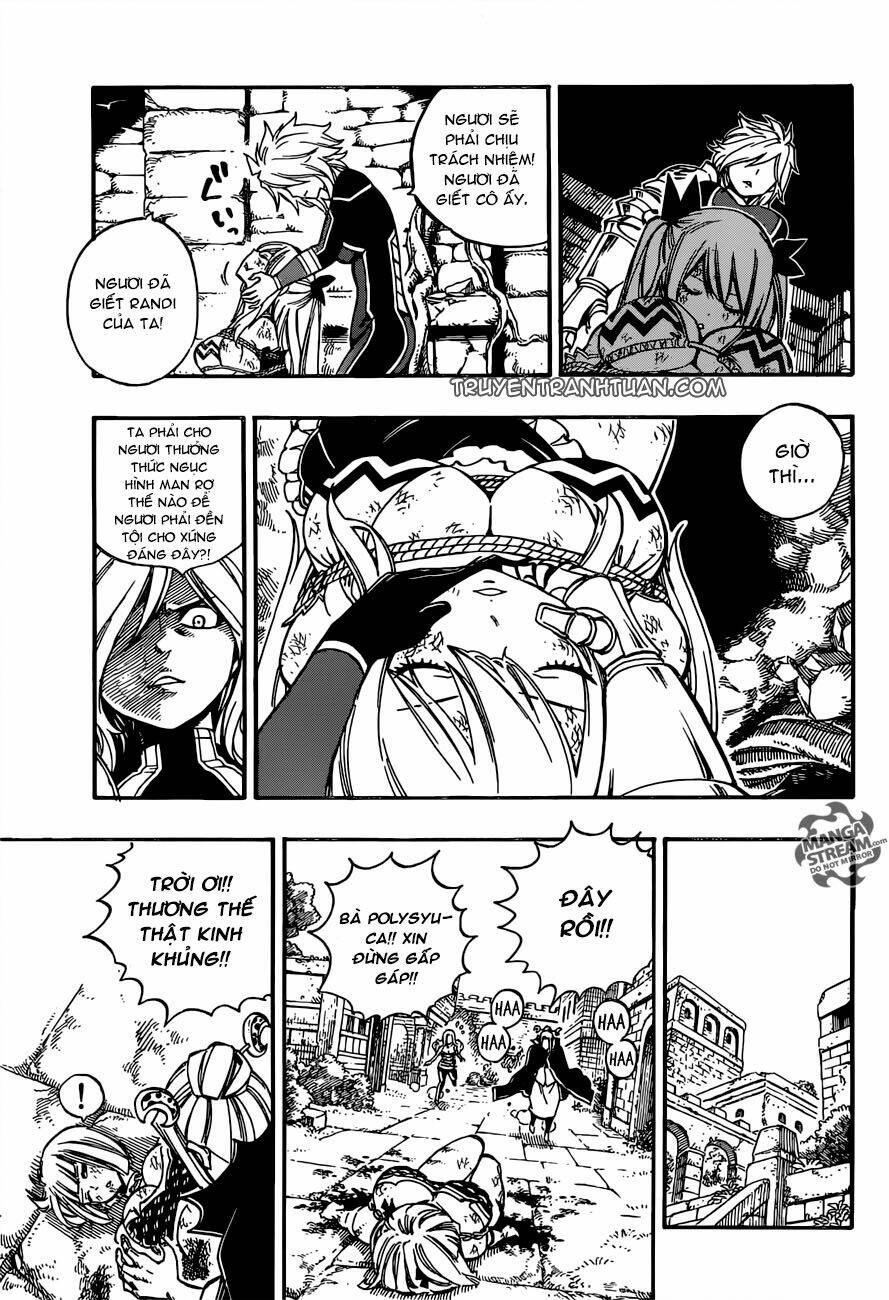 NGƯƠI SẼ
PHẢI CHỊU
TRÁCH NHIỆM!
NGƯƠI ĐÃ
GIẾT CÔ ẤY.
NGƯƠI ĐÃ
GIẾT RANDI
CỦA TA!
TRUYENTRANHTUAN.COM
GIỜ
THÌ...
TA PHẢI CHO
NGƯƠI THƯỞNG
THỨC NGỤC
HÌNH MAN RỢ
THẾ NÀO ĐỂ
NGƯƠI PHẢI ĐỀN
TỘI CHO XỨNG
ĐÁNG ĐÂY?!
MANGA
STREAM.com
DO NOT MIRROR
ĐÂY
RỒI!!
BÀ POLYSYU-
CA!! XIN
ĐỪNG GẤP
GÁP!!
HAA
HAA
HAA
HAA
TRỜI ƠI!!
THƯƠNG THẾ
THẬT KINH
KHỦNG!!
!